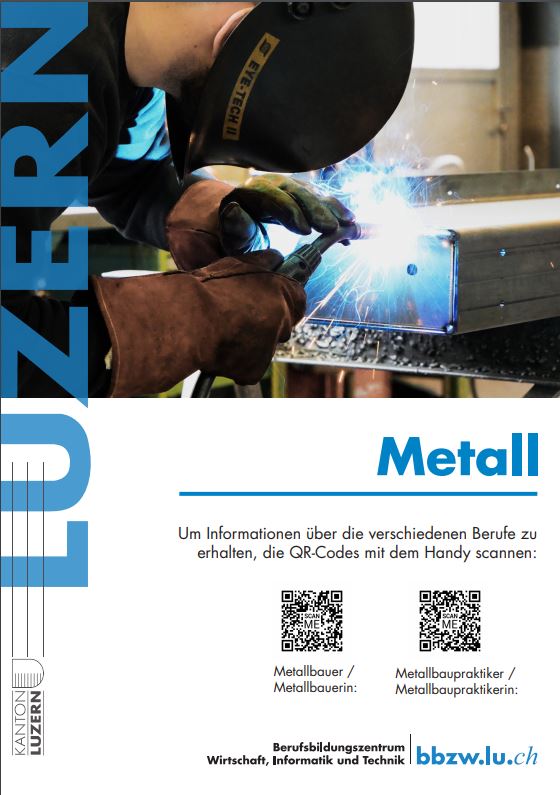 LUZERN
EYE-TECH II
Metall
Um Informationen über die verschiedenen Berufe zu
erhalten, die QR-Codes mit dem Handy scannen:
SCAN
ME
SCAN
ME
Metallbauer /
Metallbauerin:
Metallbaupraktiker /
Metallbaupraktikerin:
KANTON
LUZERN
Berufsbildungszentrum
Wirtschaft, Informatik und Technik
bbzw.lu.ch